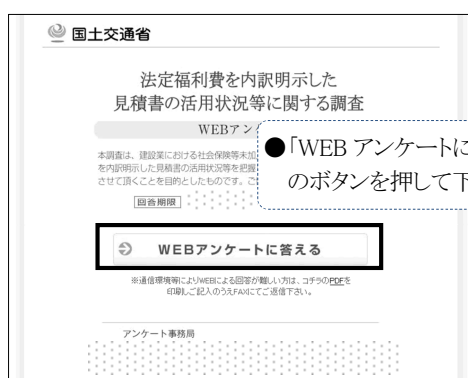 国土交通省
法定福利費を内訳明示した
見積書の活用状況等に関する調査
WEBアン
●「WEB アンケートに
のボタンを押して下
本調査は、建設業における社会保険等未加
を内訳明示した見積書の活用状況等を把握
させて頂くことを目的としたものです。ご
回答期限
WEBアンケートに答える
※通信環境等によりWEBによる回答が難しい方は、コチラのPDFを
印刷しご記入のうえFAXにてご返信下さい。
アンケート事務局